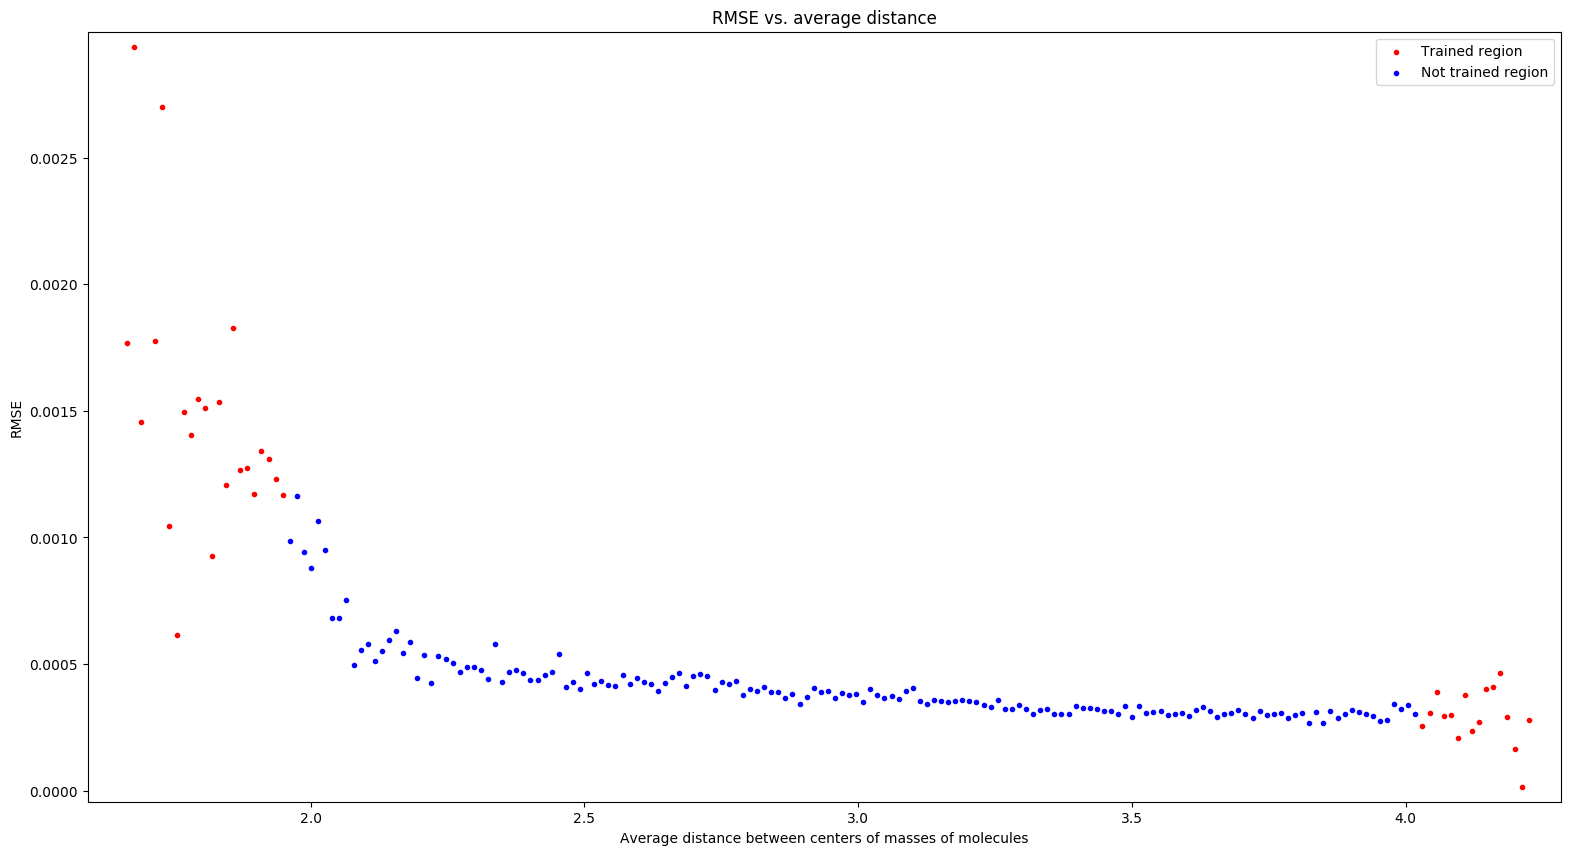 RMSE vs. average distance
Trained region
Not trained region
0.0025
0.0020
0.0015
0.0010
0.0005
0.0000
RMSE
2.0 2.5 3.0 3.5 4.0
Average distance between centers of masses of molecules